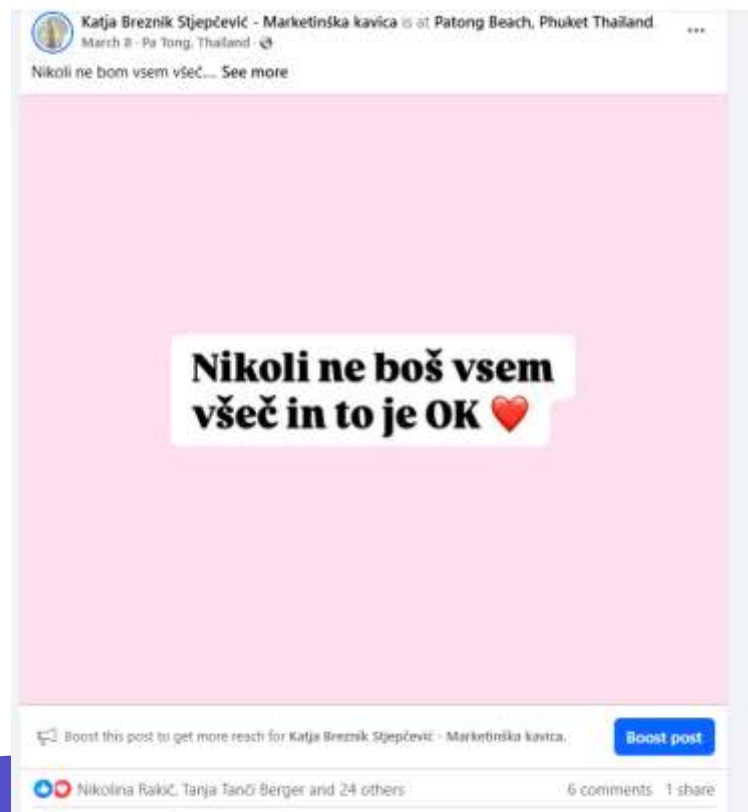 Katja Breznik Stjepčević - Marketinška kavica is at Patong Beach, Phuket Thailand.
March 8 · Pa Tong, Thailand ·
Nikoli ne bom vsem všeč... See more
Nikoli ne boš vsem
všeč in to je OK ❤️
Boost this post to get more reach for Katja Breznik Stjepčević - Marketinška kavica.
Boost post
Nikolina Rakić, Tanja Tanči Berger and 24 others
6 comments 1 share